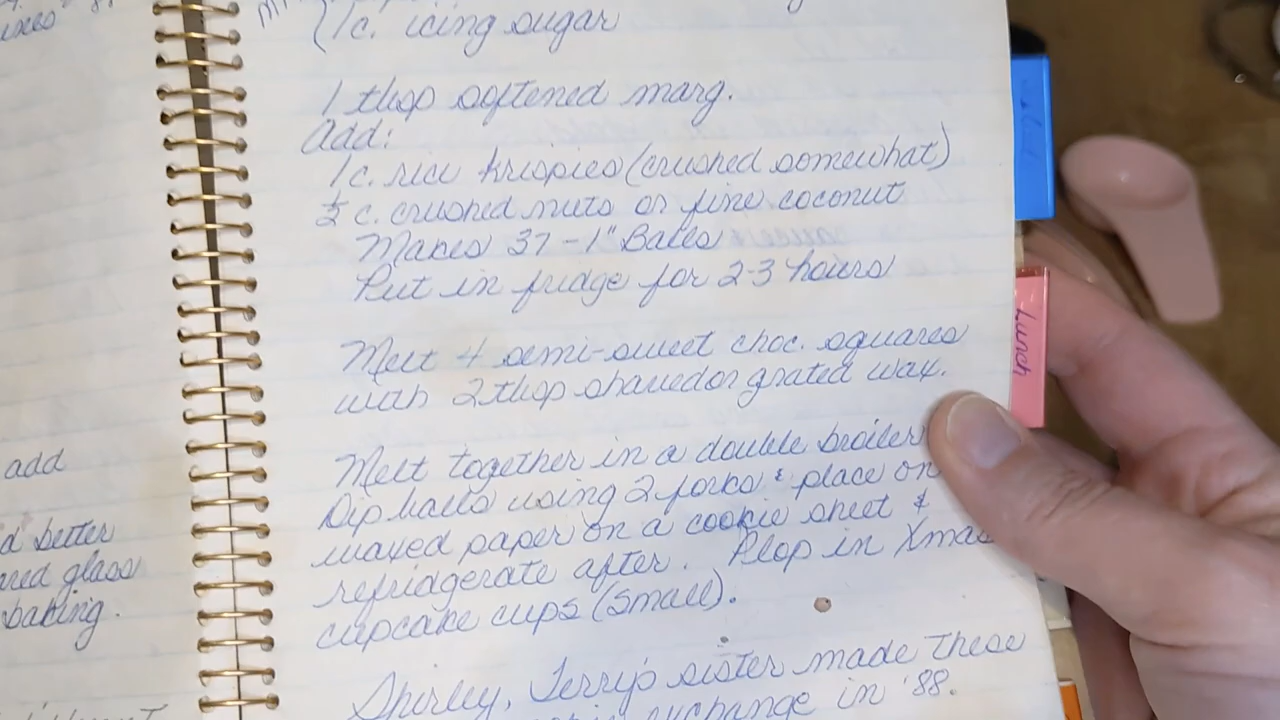 (1c. icing sugar
1 tbsp softened marg.
Add:
1c. rice krispies (crushed somewhat)
½ c. crushed nuts or fine coconut
Makes 37 - 1" Balls
Put in fridge for 2-3 hours
Melt 4 semi-sweet choc. squares
with 2 tbsp shaved or grated wax.
Melt together in a double broiler
Dip balls using 2 forks & place on
waxed paper on a cookie sheet &
refridgerate after. Plop in Xmas
cupcake cups (small).
Shirley, Terry's sister made these
exchange in '88.
add
better
glass
baking.
Lunch